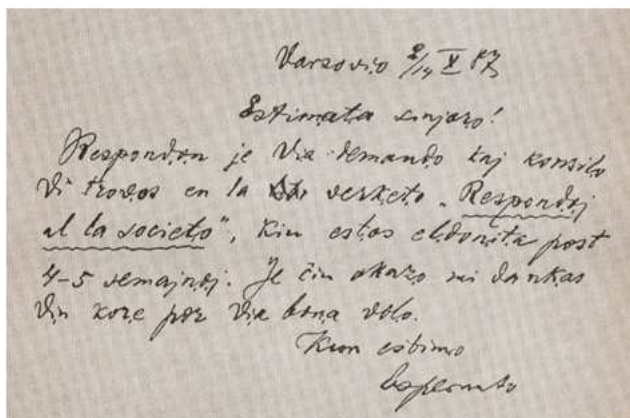 Varsovio 2/14 X 87
Estimata sinjoro!
Respondon je Via demando kaj konsilo
Vi trovos en la verketo „Respondoj
al la societo", kiu estos eldonita post
4-5 semajnoj. Je ĉiu okazo mi dankas
Vin kore por Via bona volo.
Kun estimo
Esperanto